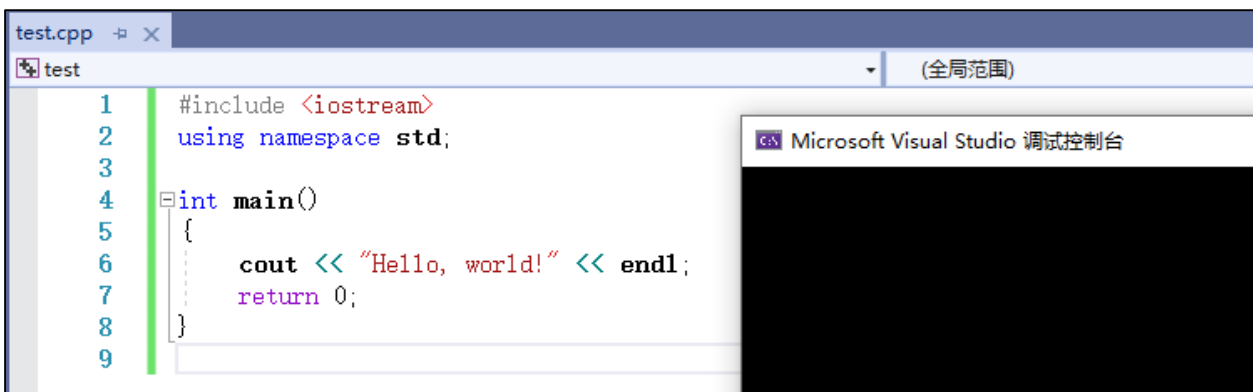 test.cpp
test
(全局范围)
1 #include <iostream>
2 using namespace std;
3
4 int main()
5 {
6 cout << "Hello, world!" << endl;
7 return 0;
8 }
9
C:\ Microsoft Visual Studio 调试控制台